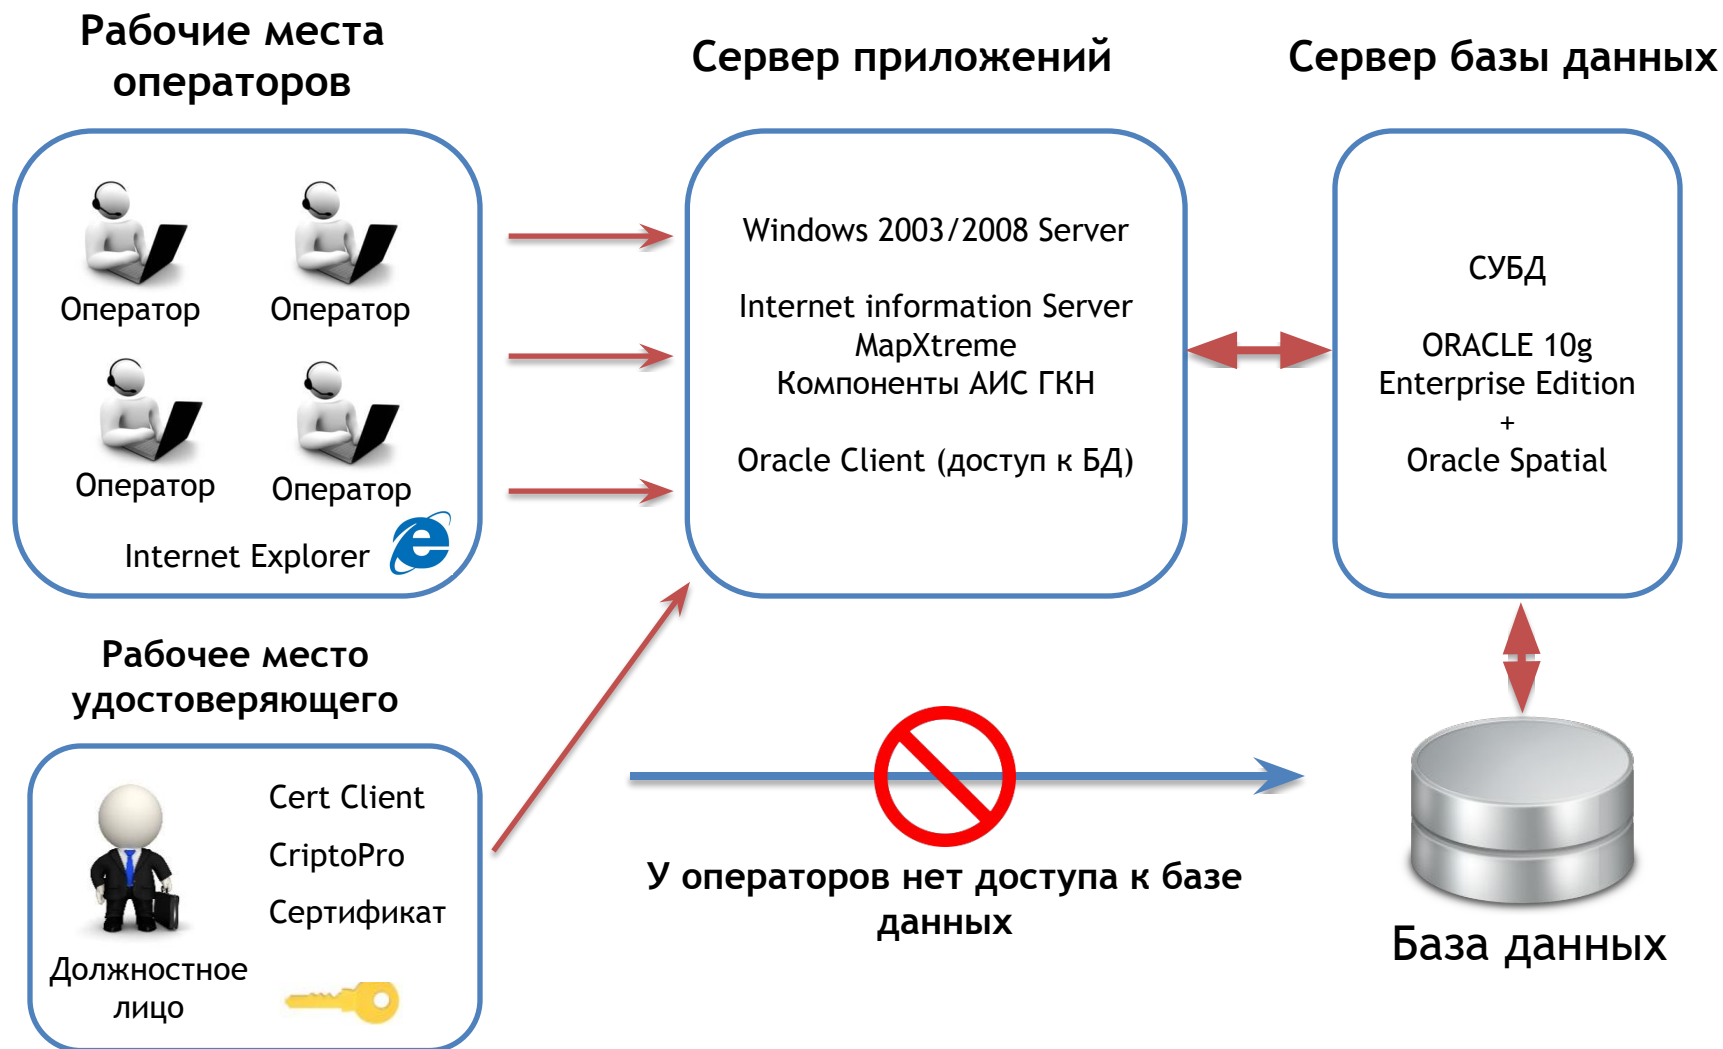 Рабочие места
операторов
Оператор
Оператор
Оператор
Оператор
Internet Explorer
Рабочее место
удостоверяющего
Cert Client
CriptoPro
Сертификат
Должностное
лицо
Сервер приложений
Windows 2003/2008 Server
Internet information Server
MapXtreme
Компоненты АИС ГКН
Oracle Client (доступ к БД)
У операторов нет доступа к базе
данных
Сервер базы данных
СУБД
ORACLE 10g
Enterprise Edition
+
Oracle Spatial
База данных